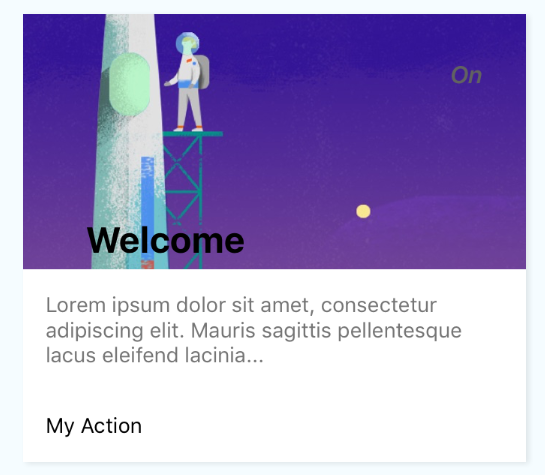 On
Welcome
Lorem ipsum dolor sit amet, consectetur
adipiscing elit. Mauris sagittis pellentesque
lacus eleifend lacinia...
My Action